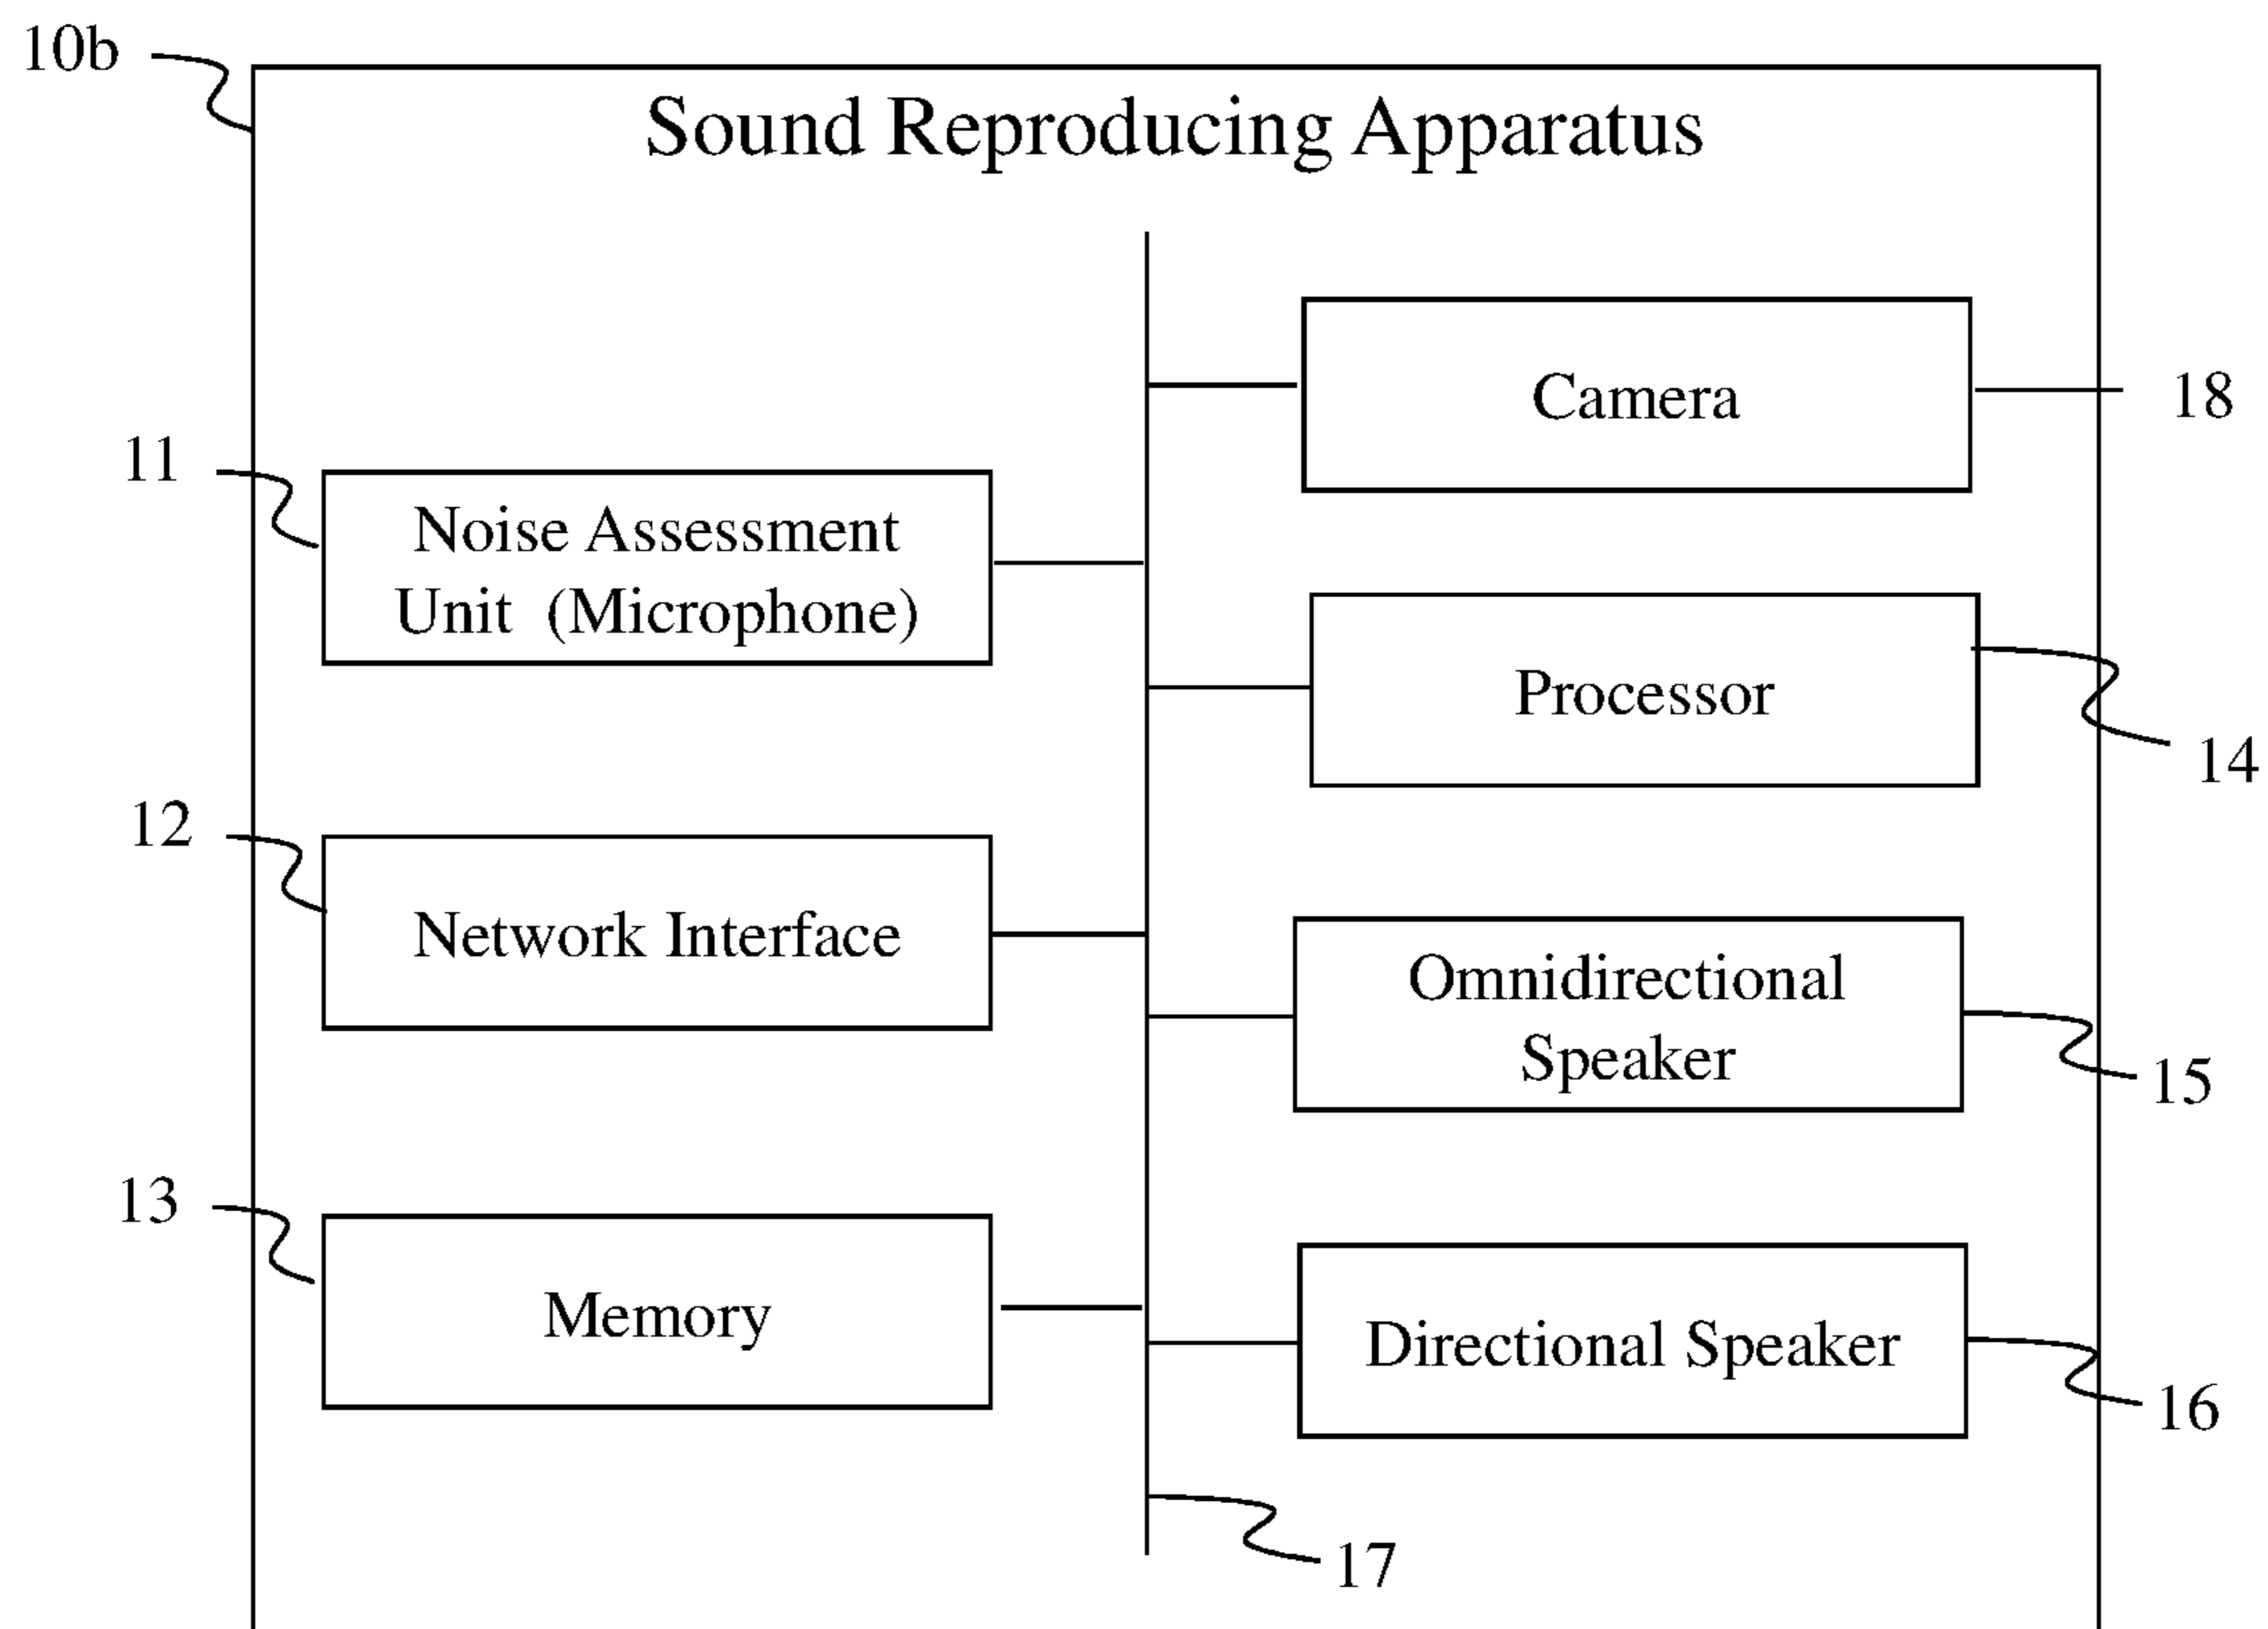 10b
Sound Reproducing Apparatus
Camera
18
11
Noise Assessment
Unit (Microphone)
Processor
14
12
Network Interface
Omnidirectional
Speaker
15
13
Memory
Directional Speaker
16
17